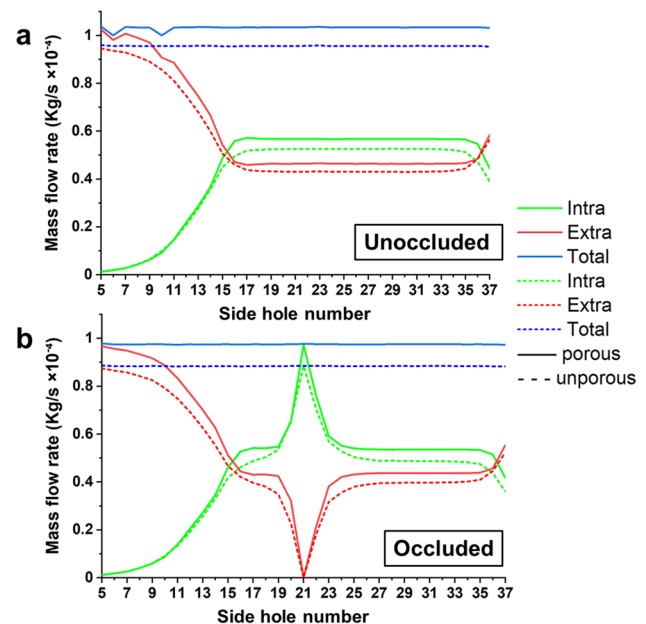 a
Mass flow rate (Kg/s ×10⁻⁴)
1
0.8
0.6
0.4
0.2
0
5 7 9 11 13 15 17 19 21 23 25 27 29 31 33 35 37
Unoccluded
Side hole number
Intra
Extra
Total
Intra
Extra
Total
porous
unporous
b
Mass flow rate (Kg/s ×10⁻⁴)
1
0.8
0.6
0.4
0.2
0
5 7 9 11 13 15 17 19 21 23 25 27 29 31 33 35 37
Occluded
Side hole number